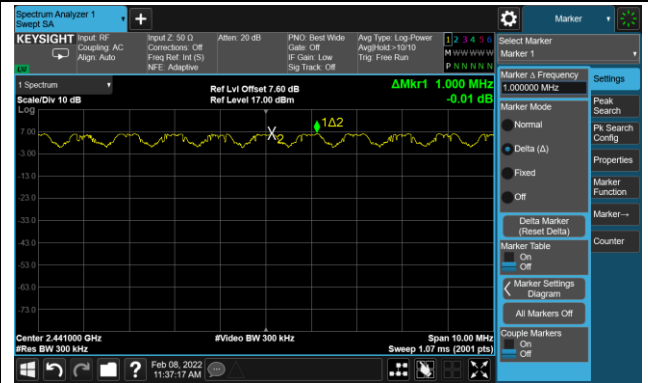 Spectrum Analyzer 1
Swept SA
+
Marker
KEYSIGHT
Input: RF
Coupling: AC
Align: Auto
Input Z: 50 Ω
Corrections: Off
Freq Ref: Int (S)
NFE: Adaptive
Atten: 20 dB
PNO: Best Wide
Gate: Off
IF Gain: Low
Sig Track: Off
Avg Type: Log-Power
Avg|Hold:>10/10
Trig: Free Run
1 2 3 4 5 6
M W W W W W
P N N N N N
Select Marker
Marker 1
1 Spectrum
Scale/Div 10 dB
Log
Ref Lvl Offset 7.60 dB
Ref Level 17.00 dBm
ΔMkr1 1.000 MHz
-0.01 dB
Marker Δ Frequency
1.000000 MHz
Marker Mode
Normal
Delta (Δ)
Fixed
Off
Delta Marker
(Reset Delta)
Marker Table
On
Off
Marker Settings
Diagram
All Markers Off
Couple Markers
On
Off
Settings
Peak
Search
Pk Search
Config
Properties
Marker
Function
Marker→
Counter
1Δ2
X2
7.00
-3.00
-13.0
-23.0
-33.0
-43.0
-53.0
-63.0
-73.0
Center 2.441000 GHz
#Res BW 300 kHz
#Video BW 300 kHz
Span 10.00 MHz
Sweep 1.07 ms (2001 pts)
?
Feb 08, 2022
11:37:17 AM